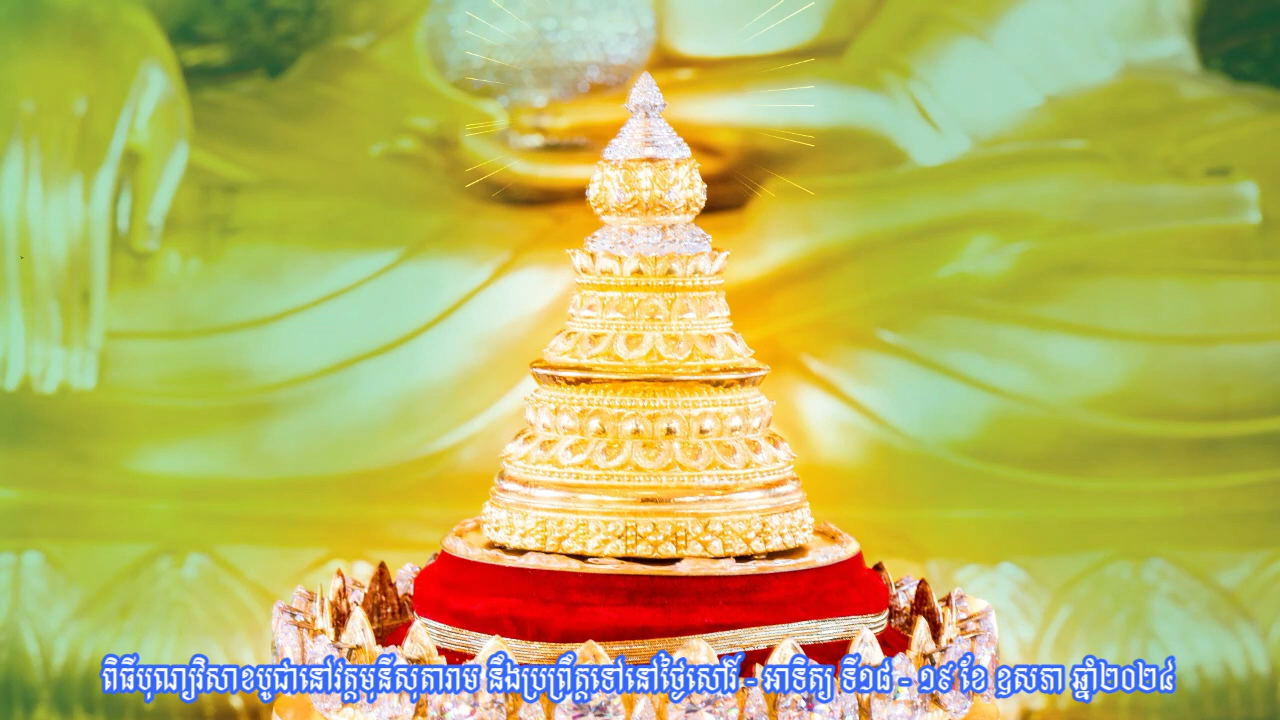 ពិធីបុណ្យវិសាខបូជានៅវត្តមុនីសុតារាម នឹងប្រព្រឹត្តទៅនៅថ្ងៃសៅរ៍ - អាទិត្យ ទី១៨ - ១៩ ខែ ឧសភា ឆ្នាំ២០២៤